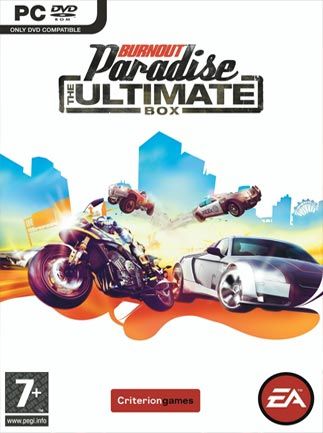 PC DVD
ROM
ONLY DVD COMPATIBLE
BURNOUT
Paradise
THE ULTIMATE
BOX
7+
www.pegi.info
Criteriongames
EA